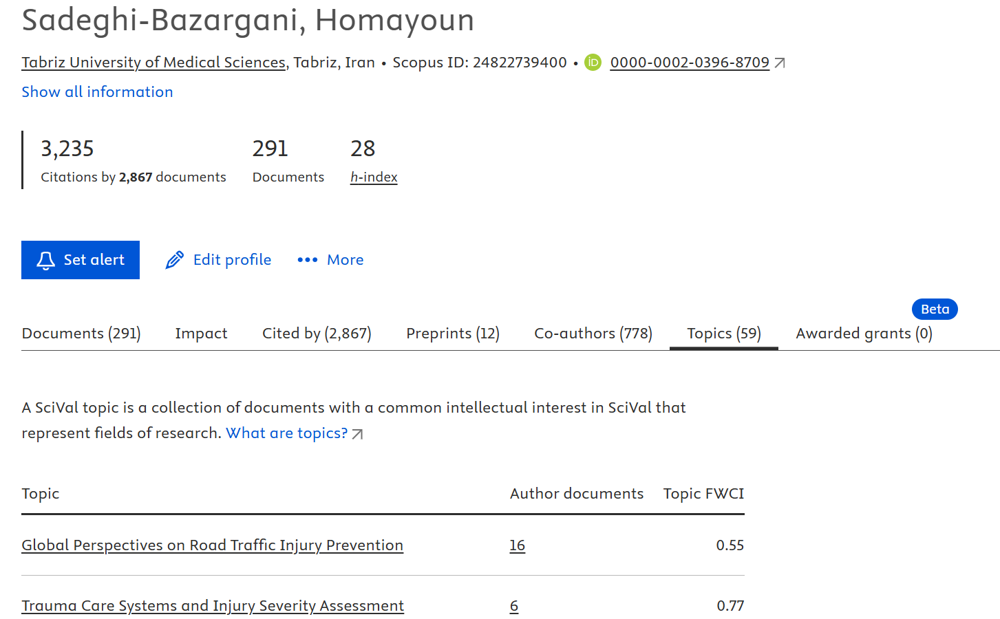 Sadeghi-Bazargani, Homayoun
Tabriz University of Medical Sciences, Tabriz, Iran • Scopus ID: 24822739400 • iD 0000-0002-0396-8709
Show all information
3,235 291 28
Citations by 2,867 documents Documents h-index
Set alert Edit profile ••• More
Beta
Documents (291) Impact Cited by (2,867) Preprints (12) Co-authors (778) Topics (59) Awarded grants (0)
A SciVal topic is a collection of documents with a common intellectual interest in SciVal that
represent fields of research. What are topics?
Topic Author documents Topic FWCI
Global Perspectives on Road Traffic Injury Prevention 16 0.55
Trauma Care Systems and Injury Severity Assessment 6 0.77